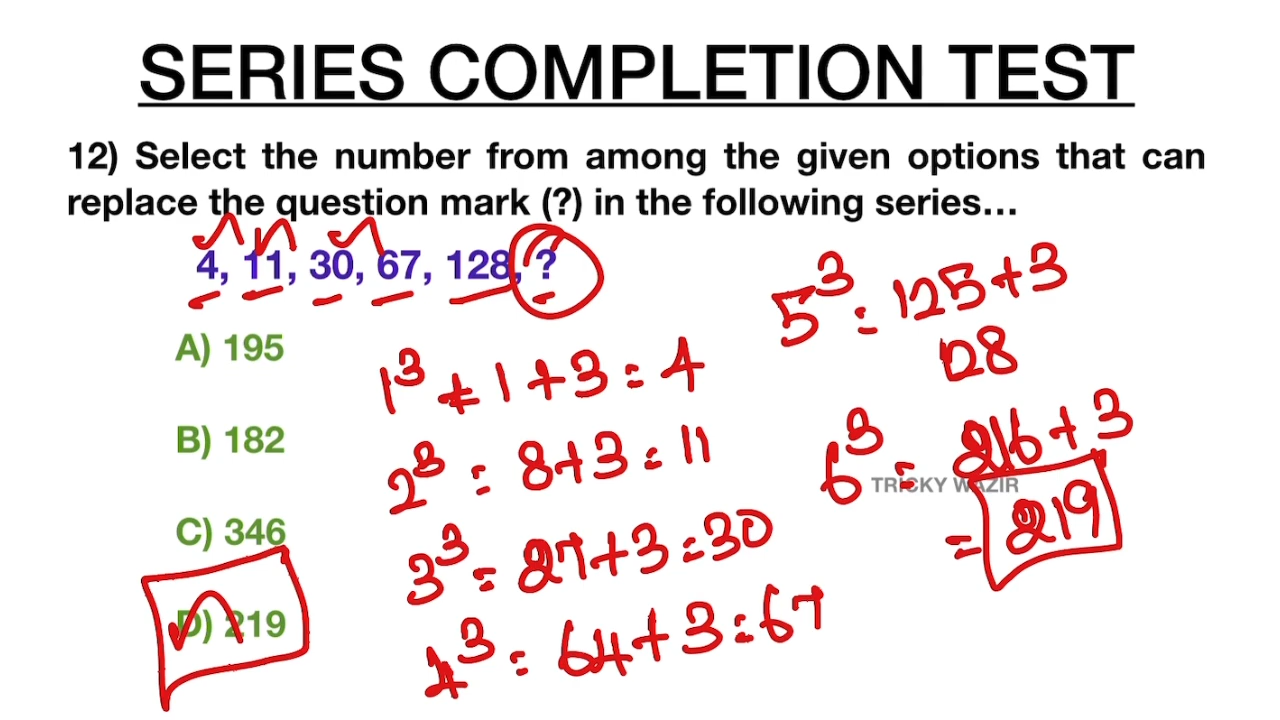 SERIES COMPLETION TEST
12) Select the number from among the given options that can
replace the question mark (?) in the following series...
4, 11, 30, 67, 128, ?
A) 195
B) 182
C) 346
D) 219
1³ + 1 + 3 = 4
2³ = 8 + 3 = 11
3³ = 27 + 3 = 30
4³ = 64 + 3 = 67
5³ = 125 + 3
128
6³ = 216 + 3
TRICKY WAZIR
= 219